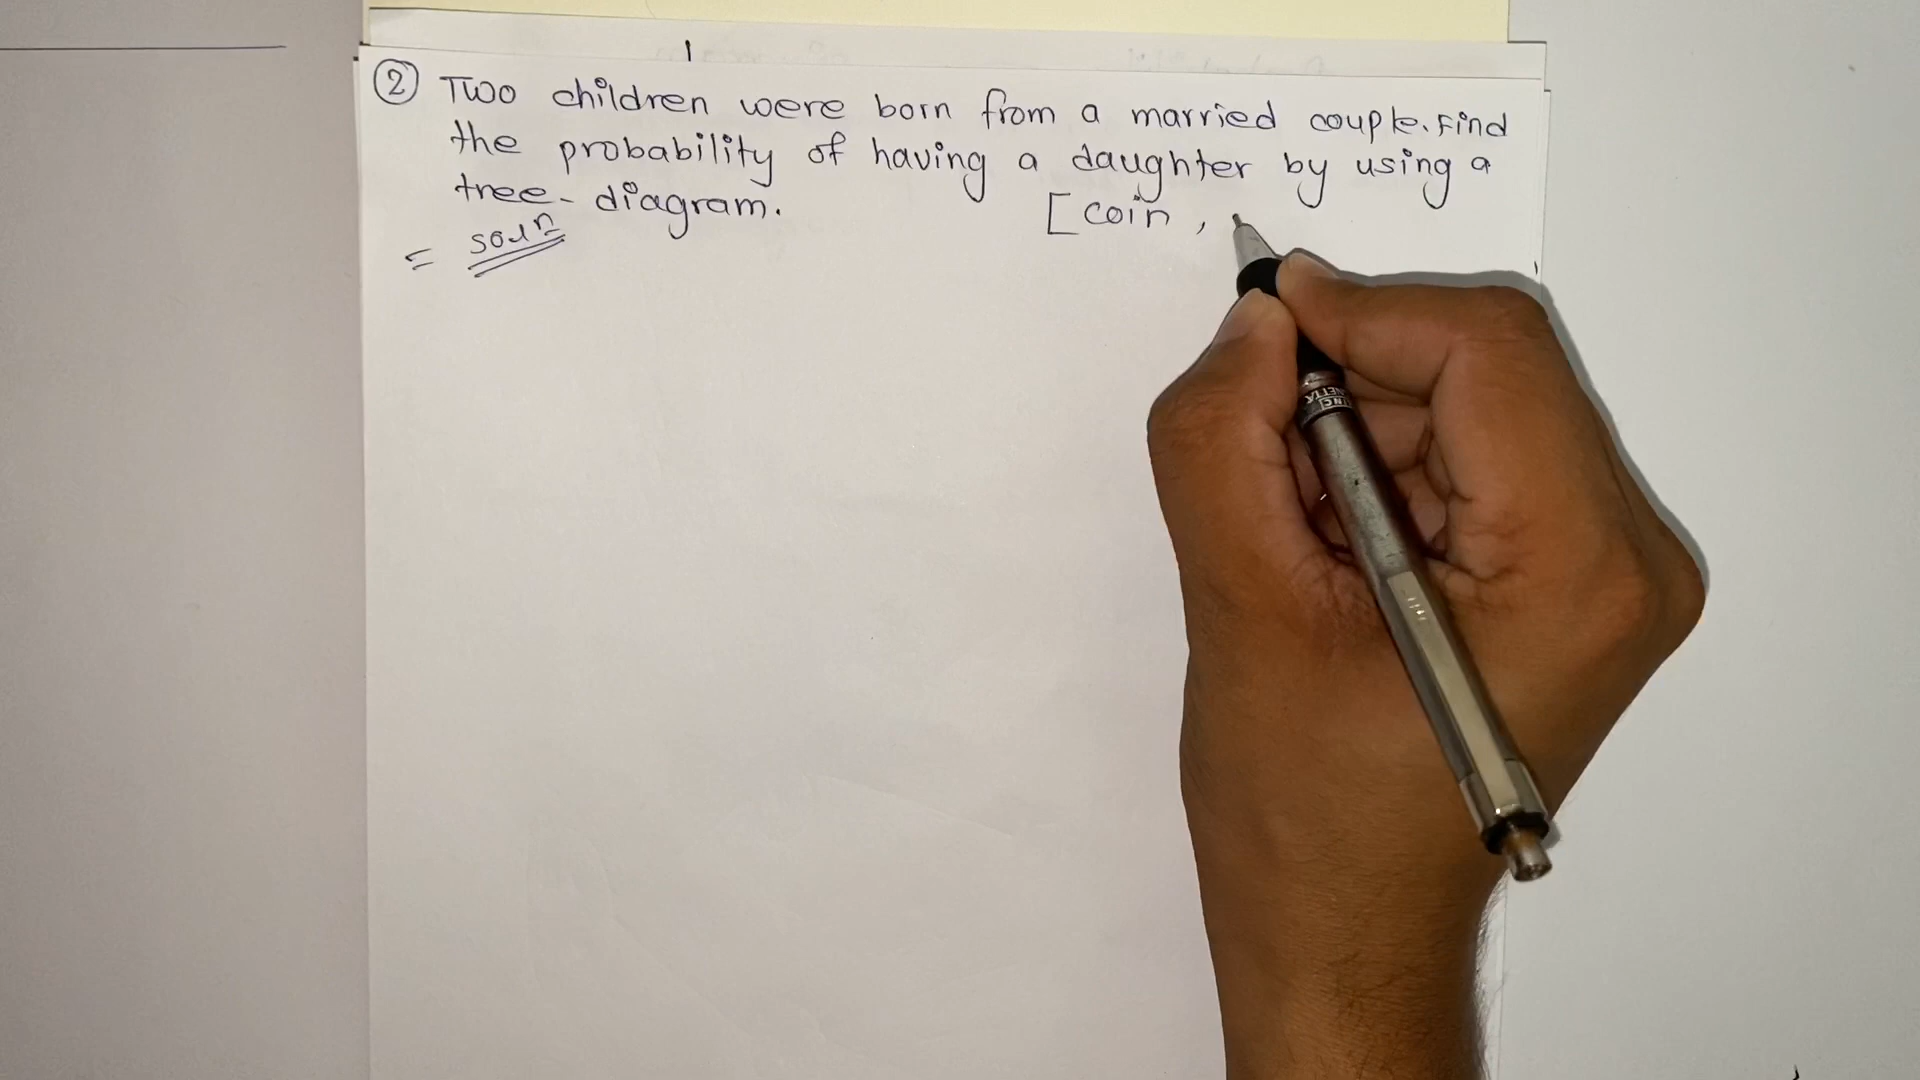 ② Two children were born from a married couple. Find
the probability of having a daughter by using a
tree-diagram. [coin ,
= Solⁿ